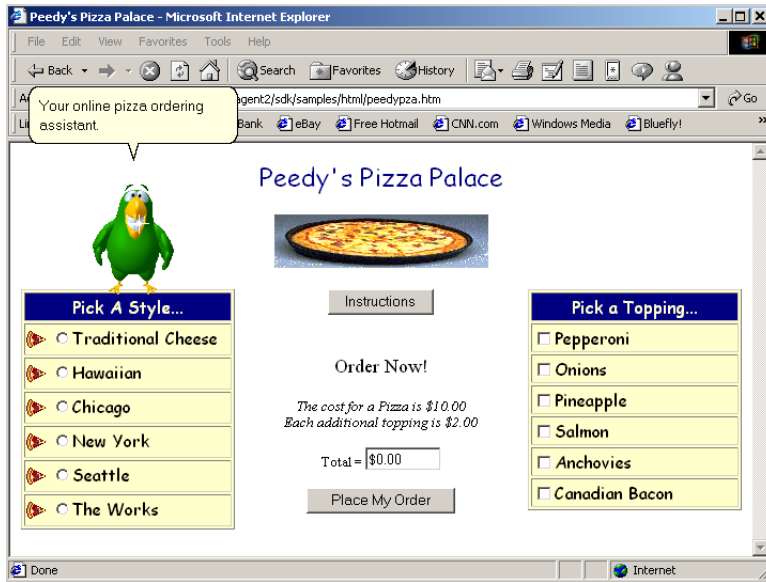 Peedy's Pizza Palace - Microsoft Internet Explorer
File Edit View Favorites Tools Help
Back Search Favorites History
agent2/sdk/samples/html/peedypza.htm Go
Your online pizza ordering
assistant.
Bank eBay Free Hotmail CNN.com Windows Media Bluefly! »
Peedy's Pizza Palace
Pick A Style...
Traditional Cheese
Hawaiian
Chicago
New York
Seattle
The Works
Instructions
Order Now!
The cost for a Pizza is $10.00
Each additional topping is $2.00
Total = $0.00
Place My Order
Pick a Topping...
Pepperoni
Onions
Pineapple
Salmon
Anchovies
Canadian Bacon
Done Internet